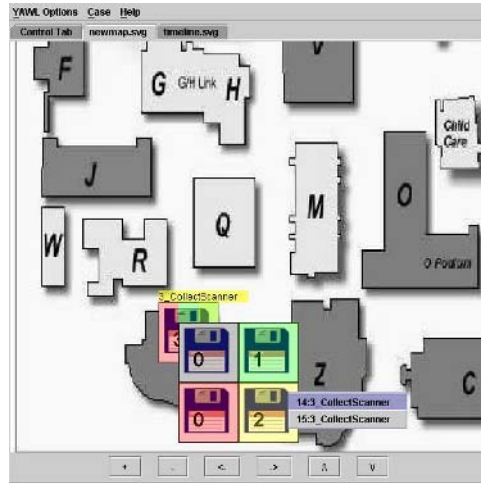 YAWL Options Case Help
Control Tab newmap.svg timeline.svg
F
G G/H Link H
V
Child
Care
J
M
O
Q
W
R
O Podium
3_CollectScanner
3
0 1
Z
C
14:3_CollectScanner
0 2
15:3_CollectScanner
+ - <- -> Λ V